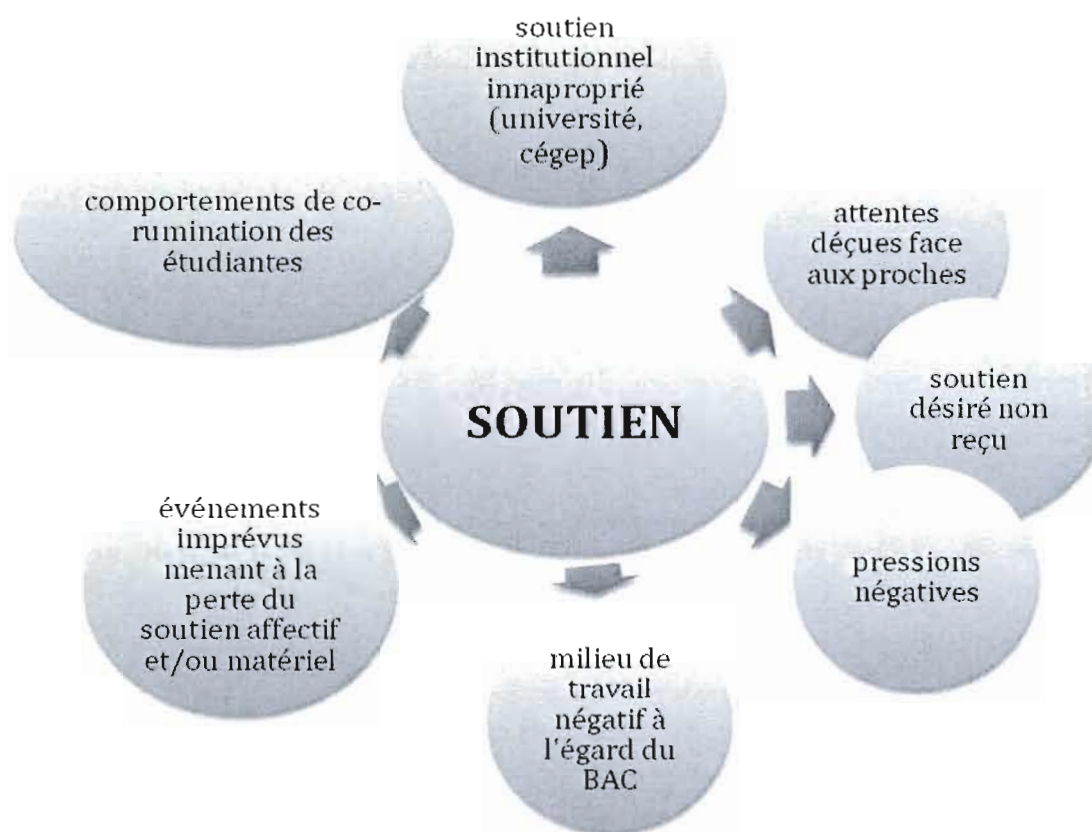 soutien
institutionnel
innaproprié
(université,
cégep)
comportements de co-
rumination des
étudiantes
attentes
déçues face
aux proches
SOUTIEN
soutien
désiré non
reçu
événements
imprévus
menant à la
perte du
soutien affectif
et/ou matériel
pressions
négatives
milieu de
travail
négatif à
l'égard du
BAC